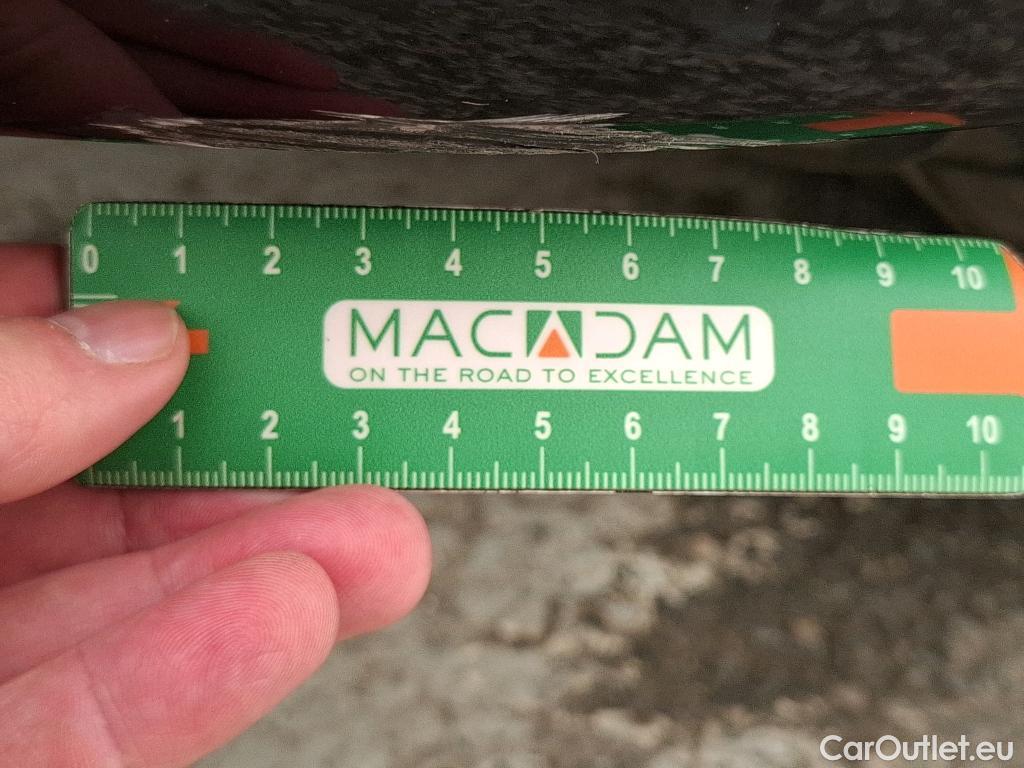 0 1 2 3 4 5 6 7 8 9 10
MACADAM
ON THE ROAD TO EXCELLENCE
1 2 3 4 5 6 7 8 9 10
CarOutlet.eu